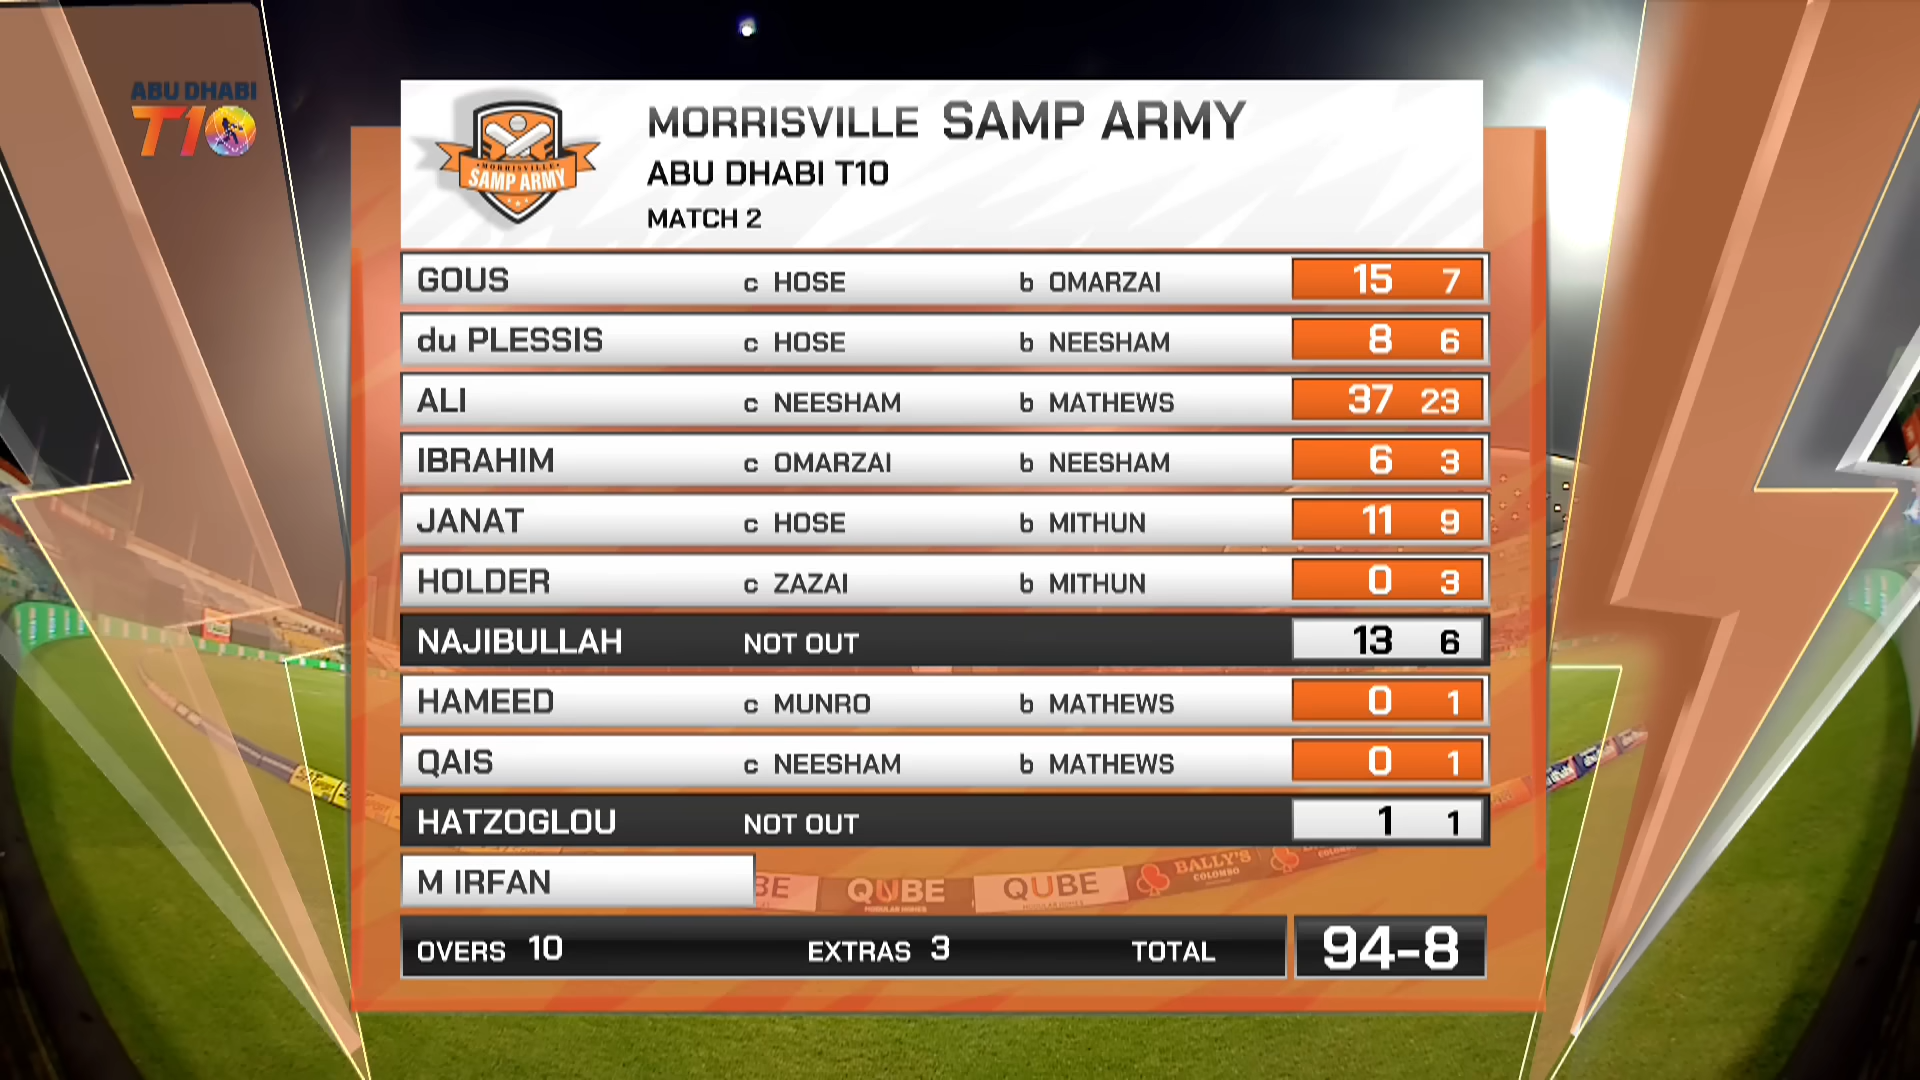 ABU DHABI
T10
MORRISVILLE
SAMP ARMY
MORRISVILLE SAMP ARMY
ABU DHABI T10
MATCH 2
GOUS c HOSE b OMARZAI 15 7
du PLESSIS c HOSE b NEESHAM 8 6
ALI c NEESHAM b MATHEWS 37 23
IBRAHIM c OMARZAI b NEESHAM 6 3
JANAT c HOSE b MITHUN 11 9
HOLDER c ZAZAI b MITHUN 0 3
NAJIBULLAH NOT OUT 13 6
HAMEED c MUNRO b MATHEWS 0 1
QAIS c NEESHAM b MATHEWS 0 1
HATZOGLOU NOT OUT 1 1
M IRFAN
QUBE
QUBE
BALLY'S
COLOMBO
OVERS 10 EXTRAS 3 TOTAL 94-8